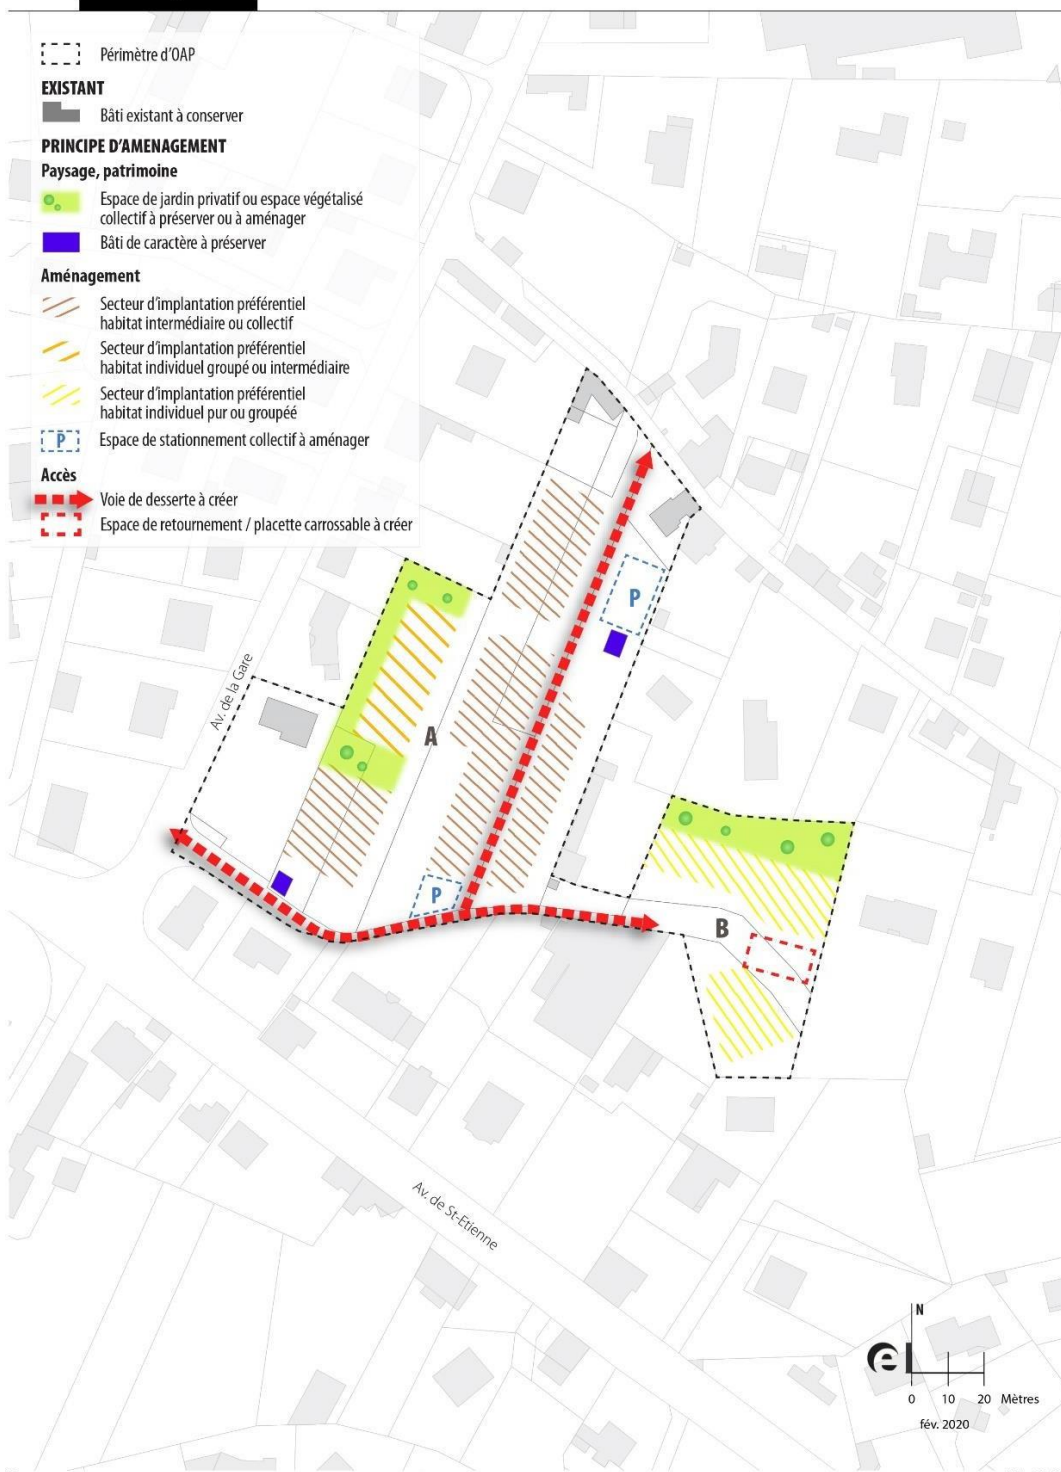 Périmètre d'OAP
EXISTANT
Bâti existant à conserver
PRINCIPE D'AMENAGEMENT
Paysage, patrimoine
Espace de jardin privatif ou espace végétalisé
collectif à préserver ou à aménager
Bâti de caractère à préserver
Aménagement
Secteur d'implantation préférentiel
habitat intermédiaire ou collectif
Secteur d'implantation préférentiel
habitat individuel groupé ou intermédiaire
Secteur d'implantation préférentiel
habitat individuel pur ou groupéé
P Espace de stationnement collectif à aménager
Accès
Voie de desserte à créer
Espace de retournement / placette carrossable à créer
P
Av. de la Gare
A
P
B
Av. de St-Etienne
N
0 10 20 Mètres
fév. 2020